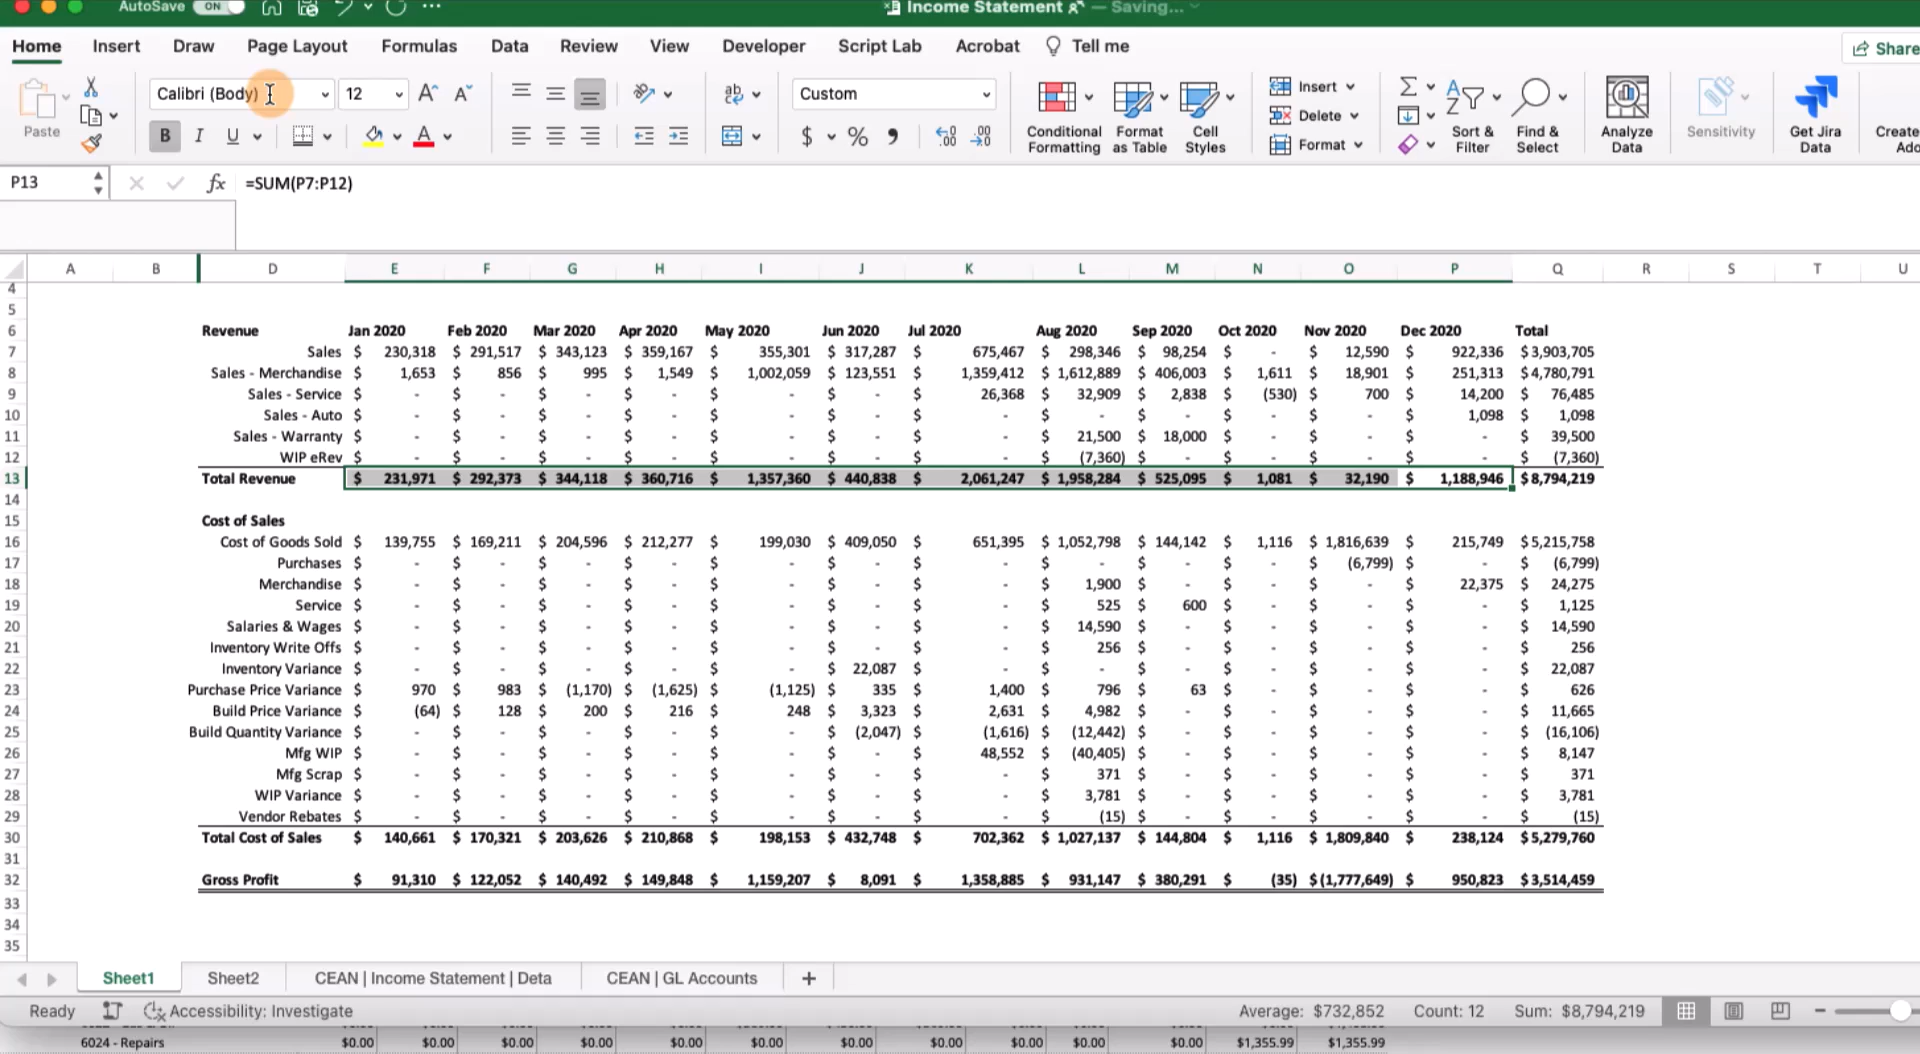 AutoSave ON Income Statement — Saving...
Home Insert Draw Page Layout Formulas Data Review View Developer Script Lab Acrobat Tell me Share
Paste Calibri (Body) 12 A^ Aˇ ab Custom Insert Σ A Z
B I U A $ % , Conditional Formatting Format as Table Cell Styles Delete Format Sort & Filter Find & Select Analyze Data Sensitivity Get Jira Data Create
P13 fx =SUM(P7:P12)
A B D E F G H I J K L M N O P Q R S T U
4
5
6 Revenue Jan 2020 Feb 2020 Mar 2020 Apr 2020 May 2020 Jun 2020 Jul 2020 Aug 2020 Sep 2020 Oct 2020 Nov 2020 Dec 2020 Total
7 Sales $ 230,318 $ 291,517 $ 343,123 $ 359,167 $ 355,301 $ 317,287 $ 675,467 $ 298,346 $ 98,254 $ - $ 12,590 $ 922,336 $ 3,903,705
8 Sales - Merchandise $ 1,653 $ 856 $ 995 $ 1,549 $ 1,002,059 $ 123,551 $ 1,359,412 $ 1,612,889 $ 406,003 $ 1,611 $ 18,901 $ 251,313 $ 4,780,791
9 Sales - Service $ - $ - $ - $ - $ - $ - $ 26,368 $ 32,909 $ 2,838 $ (530) $ 700 $ 14,200 $ 76,485
10 Sales - Auto $ - $ - $ - $ - $ - $ - $ - $ - $ - $ - $ - $ 1,098 $ 1,098
11 Sales - Warranty $ - $ - $ - $ - $ - $ - $ - $ 21,500 $ 18,000 $ - $ - $ - $ 39,500
12 WIP eRev $ - $ - $ - $ - $ - $ - $ - $ (7,360) $ - $ - $ - $ - $ (7,360)
13 Total Revenue $ 231,971 $ 292,373 $ 344,118 $ 360,716 $ 1,357,360 $ 440,838 $ 2,061,247 $ 1,958,284 $ 525,095 $ 1,081 $ 32,190 $ 1,188,946 $ 8,794,219
14
15 Cost of Sales
16 Cost of Goods Sold $ 139,755 $ 169,211 $ 204,596 $ 212,277 $ 199,030 $ 409,050 $ 651,395 $ 1,052,798 $ 144,142 $ 1,116 $ 1,816,639 $ 215,749 $ 5,215,758
17 Purchases $ - $ - $ - $ - $ - $ - $ - $ - $ - $ - $ (6,799) $ - $ (6,799)
18 Merchandise $ - $ - $ - $ - $ - $ - $ - $ 1,900 $ - $ - $ - $ 22,375 $ 24,275
19 Service $ - $ - $ - $ - $ - $ - $ - $ 525 $ 600 $ - $ - $ - $ 1,125
20 Salaries & Wages $ - $ - $ - $ - $ - $ - $ - $ 14,590 $ - $ - $ - $ - $ 14,590
21 Inventory Write Offs $ - $ - $ - $ - $ - $ - $ - $ 256 $ - $ - $ - $ - $ 256
22 Inventory Variance $ - $ - $ - $ - $ - $ 22,087 $ - $ - $ - $ - $ - $ - $ 22,087
23 Purchase Price Variance $ 970 $ 983 $ (1,170) $ (1,625) $ (1,125) $ 335 $ 1,400 $ 796 $ 63 $ - $ - $ - $ 626
24 Build Price Variance $ (64) $ 128 $ 200 $ 216 $ 248 $ 3,323 $ 2,631 $ 4,982 $ - $ - $ - $ - $ 11,665
25 Build Quantity Variance $ - $ - $ - $ - $ - $ (2,047) $ (1,616) $ (12,442) $ - $ - $ - $ - $ (16,106)
26 Mfg WIP $ - $ - $ - $ - $ - $ - $ 48,552 $ (40,405) $ - $ - $ - $ - $ 8,147
27 Mfg Scrap $ - $ - $ - $ - $ - $ - $ - $ 371 $ - $ - $ - $ - $ 371
28 WIP Variance $ - $ - $ - $ - $ - $ - $ - $ 3,781 $ - $ - $ - $ - $ 3,781
29 Vendor Rebates $ - $ - $ - $ - $ - $ - $ - $ (15) $ - $ - $ - $ - $ (15)
30 Total Cost of Sales $ 140,661 $ 170,321 $ 203,626 $ 210,868 $ 198,153 $ 432,748 $ 702,362 $ 1,027,137 $ 144,804 $ 1,116 $ 1,809,840 $ 238,124 $ 5,279,760
31
32 Gross Profit $ 91,310 $ 122,052 $ 140,492 $ 149,848 $ 1,159,207 $ 8,091 $ 1,358,885 $ 931,147 $ 380,291 $ (35) $ (1,777,649) $ 950,823 $ 3,514,459
33
34
35
Sheet1 Sheet2 CEAN | Income Statement | Deta CEAN | GL Accounts +
Ready Accessibility: Investigate Average: $732,852 Count: 12 Sum: $8,794,219
6024 - Repairs $0.00 $0.00 $0.00 $0.00 $0.00 $0.00 $0.00 $0.00 $0.00 $0.00 $1,355.99 $1,355.99